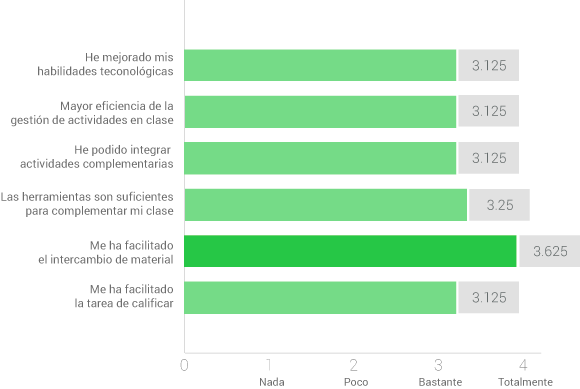 He mejorado mis
habilidades teconológicas
3.125
Mayor eficiencia de la
gestión de actividades en clase
3.125
He podido integrar
actividades complementarias
3.125
Las herramientas son suficientes
para complementar mi clase
3.25
Me ha facilitado
el intercambio de material
3.625
Me ha facilitado
la tarea de calificar
3.125
0 1 2 3 4
Nada Poco Bastante Totalmente